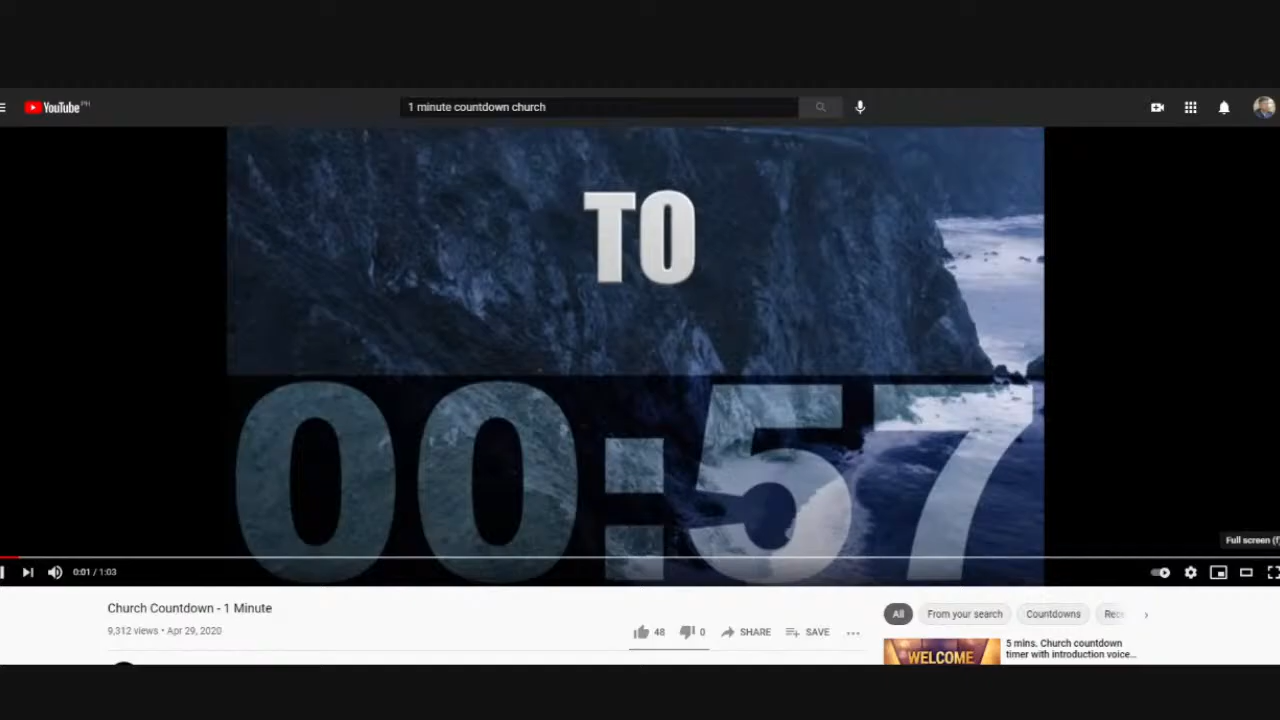 YouTube PH
1 minute countdown church
TO
00:57
Full screen (f)
0:01 / 1:03
Church Countdown - 1 Minute
9,312 views • Apr 29, 2020
48
0
SHARE
SAVE
All
From your search
Countdowns
Rece
5 mins. Church countdown
timer with introduction voice...
WELCOME